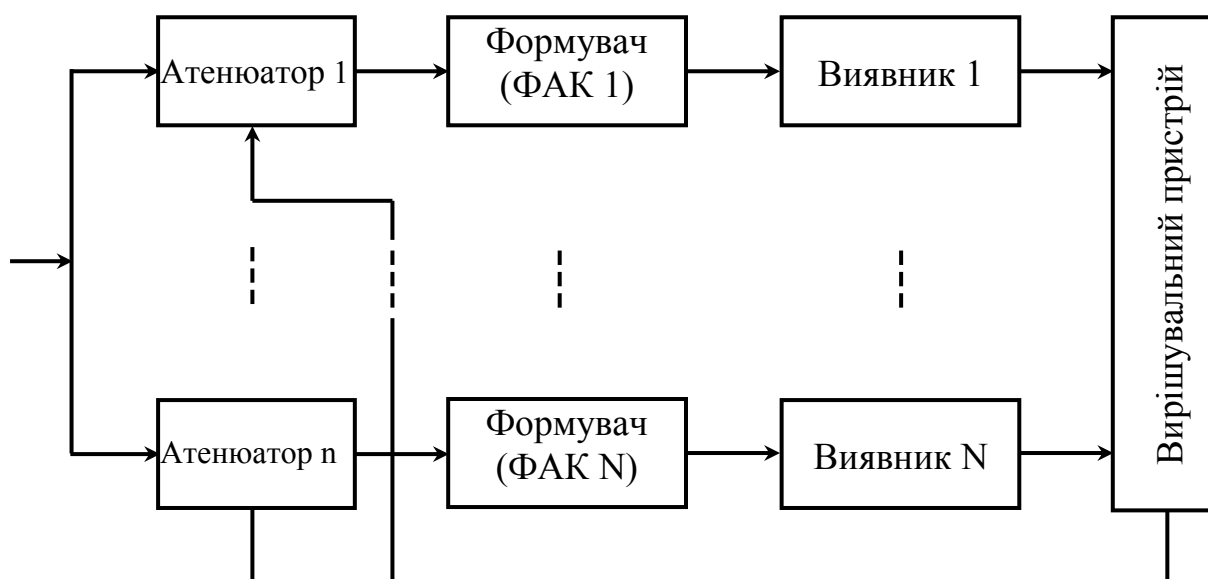 Атенюатор 1
Формувач
(ФАК 1)
Виявник 1
Вирішувальний пристрій
Атенюатор n
Формувач
(ФАК N)
Виявник N